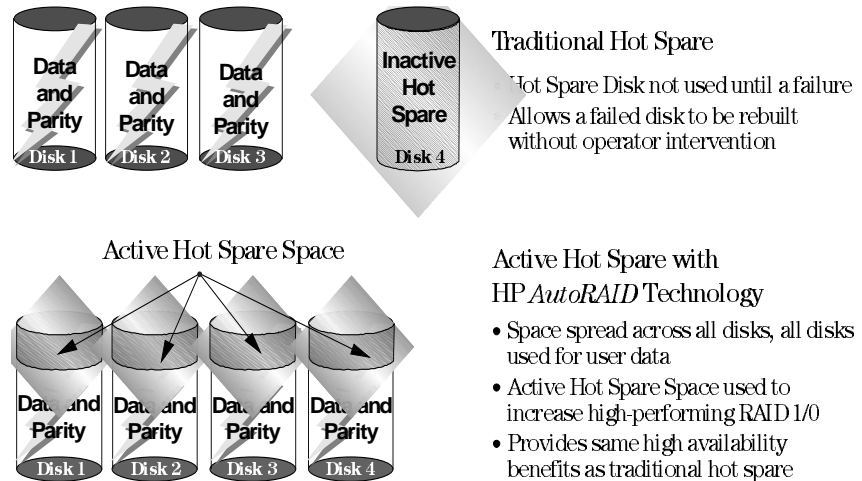 Data
and
Parity
Disk 1
Data
and
Parity
Disk 2
Data
and
Parity
Disk 3
Inactive
Hot
Spare
Disk 4
Traditional Hot Spare
• Hot Spare Disk not used until a failure
• Allows a failed disk to be rebuilt
without operator intervention
Active Hot Spare Space
Data and
Parity
Disk 1
Data and
Parity
Disk 2
Data and
Parity
Disk 3
Data and
Parity
Disk 4
Active Hot Spare with
HP AutoRAID Technology
• Space spread across all disks, all disks
used for user data
• Active Hot Spare Space used to
increase high-performing RAID 1/0
• Provides same high availability
benefits as traditional hot spare